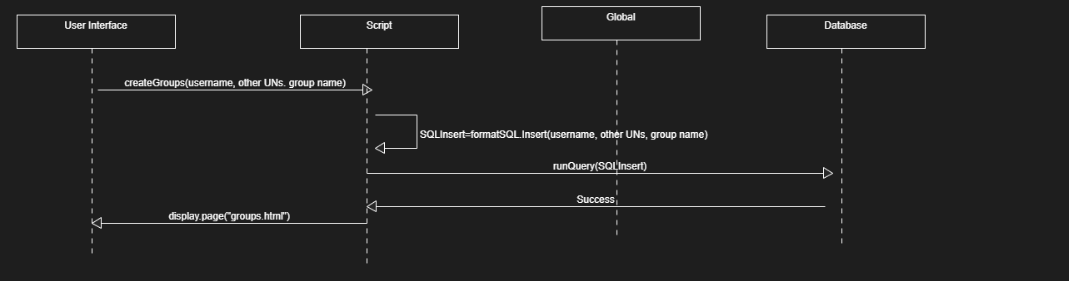 User Interface
Script
Global
Database
createGroups(username, other UNs. group name)
SQLInsert=formatSQL.Insert(username, other UNs, group name)
runQuery(SQLInsert)
Success
display.page("groups.html")